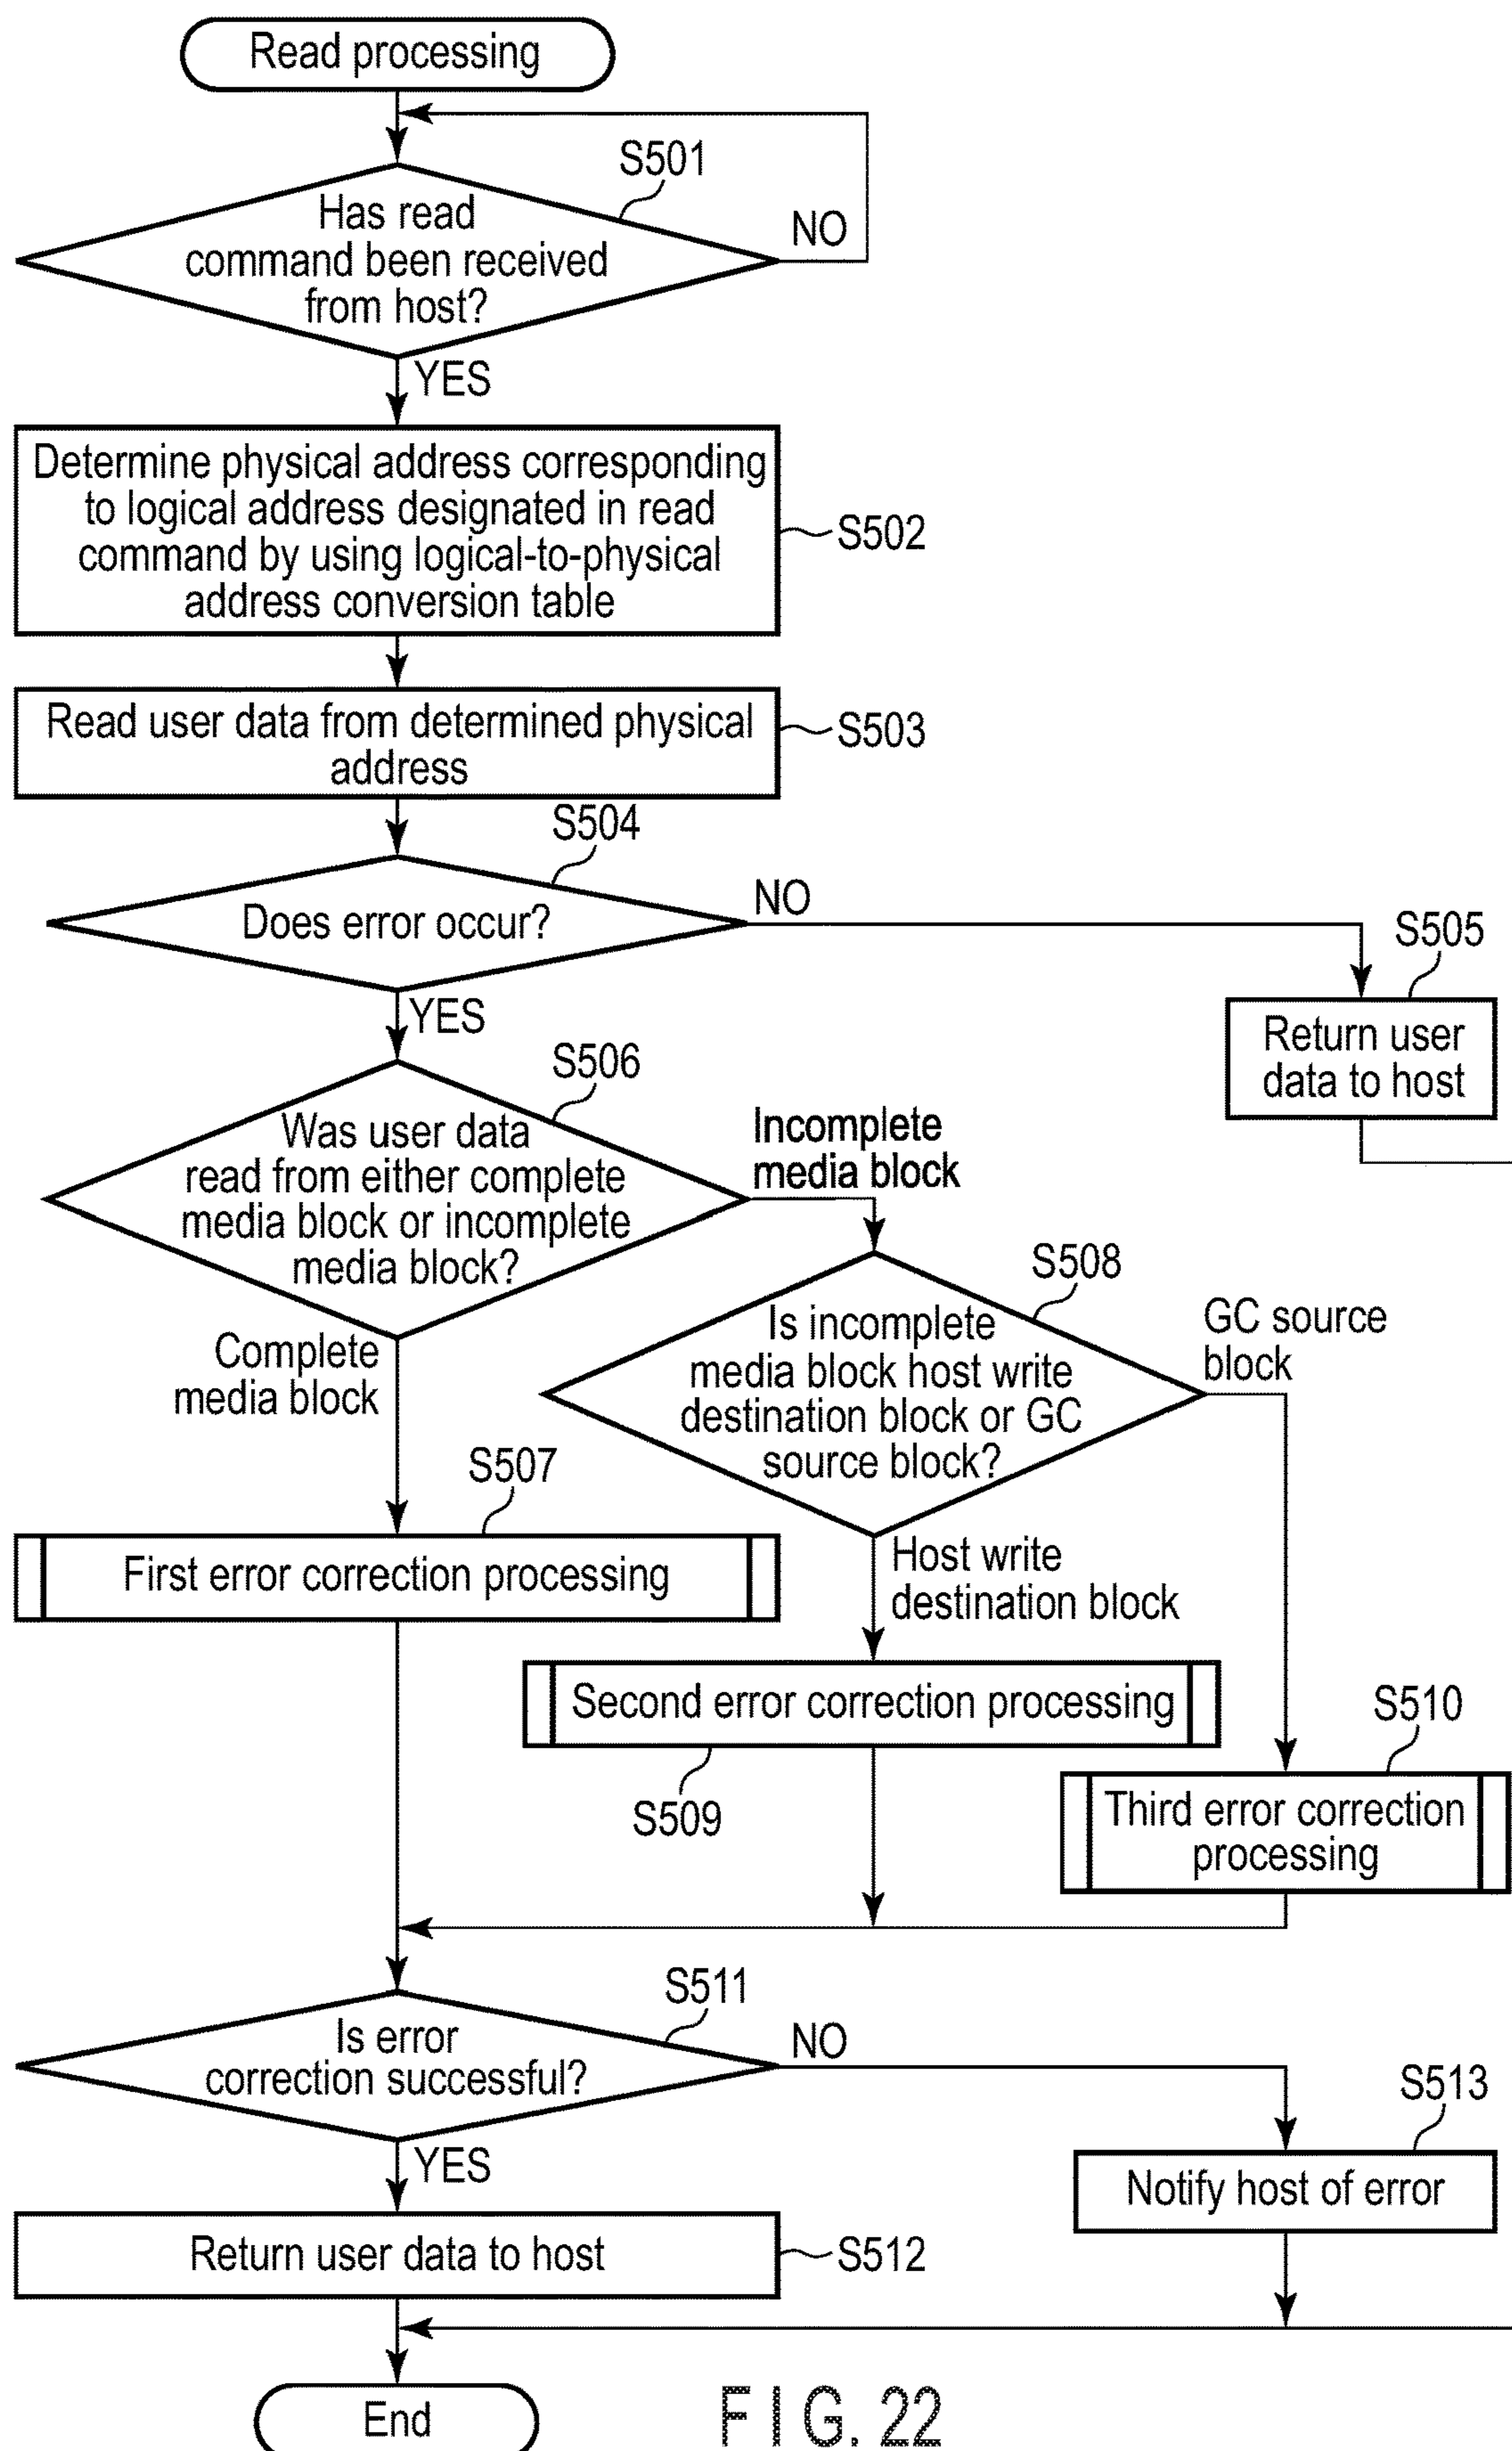 Read processing
S501
Has read
command been received
from host?
NO
YES
Determine physical address corresponding
to logical address designated in read
command by using logical-to-physical
address conversion table
S502
Read user data from determined physical
address
S503
S504
Does error occur?
NO
S505
Return user
data to host
YES
S506
Was user data
read from either complete
media block or incomplete
media block?
Incomplete
media block
Complete
media block
S508
Is incomplete
media block host write
destination block or GC
source block?
GC source
block
S507
First error correction processing
Host write
destination block
Second error correction processing
S509
S510
Third error correction
processing
S511
Is error
correction successful?
NO
S513
Notify host of error
YES
Return user data to host
S512
End
FIG. 22